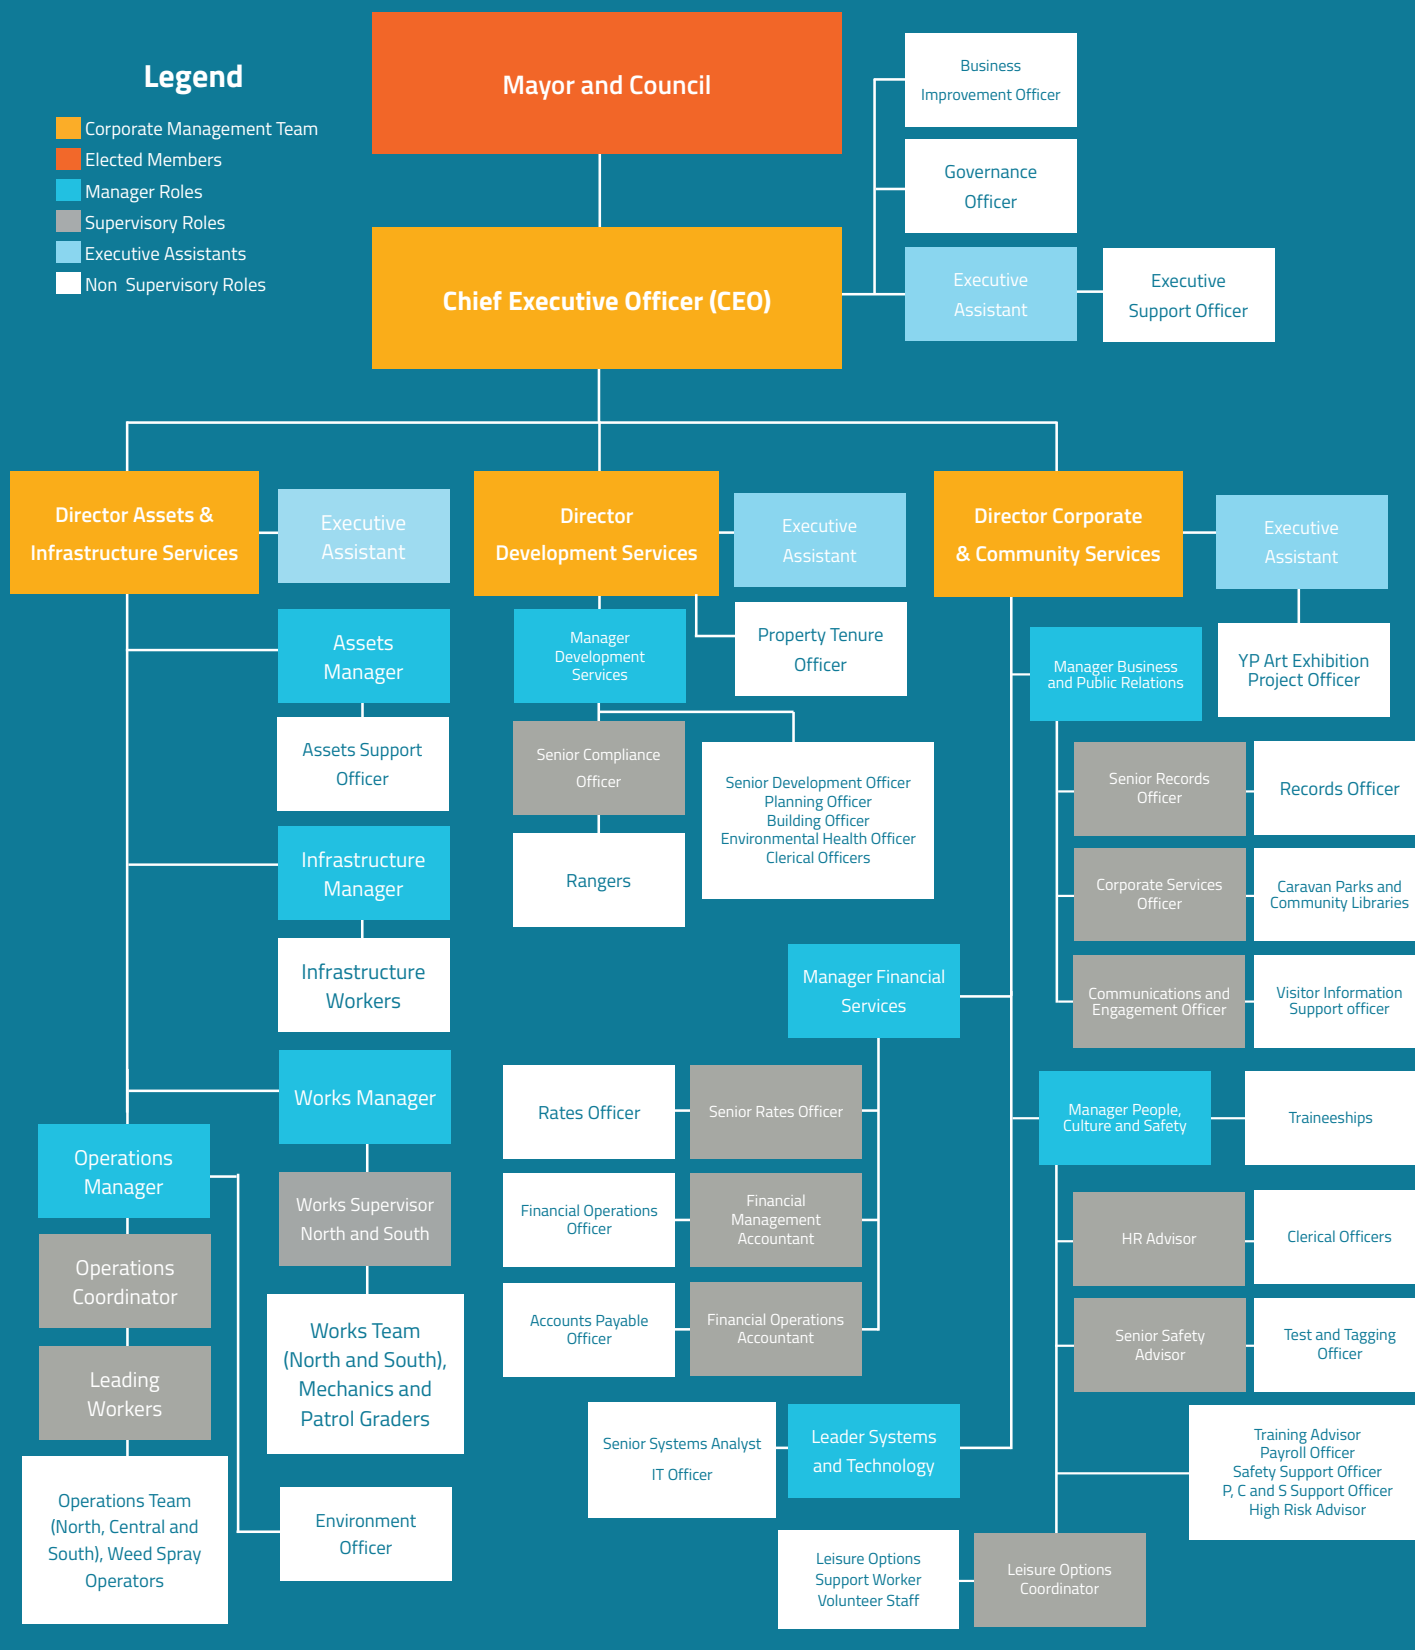 Legend
Corporate Management Team
Elected Members
Manager Roles
Supervisory Roles
Executive Assistants
Non Supervisory Roles
Mayor and Council
Business
Improvement Officer
Governance
Officer
Chief Executive Officer (CEO)
Executive
Assistant
Executive
Support Officer
Director Assets &
Infrastructure Services
Executive
Assistant
Assets
Manager
Assets Support
Officer
Infrastructure
Manager
Infrastructure
Workers
Works Manager
Works Supervisor
North and South
Works Team
(North and South),
Mechanics and
Patrol Graders
Operations
Manager
Operations
Coordinator
Leading
Workers
Operations Team
(North, Central and
South), Weed Spray
Operators
Environment
Officer
Director
Development Services
Executive
Assistant
Property Tenure
Officer
Manager
Development
Services
Senior Compliance
Officer
Rangers
Senior Development Officer
Planning Officer
Building Officer
Environmental Health Officer
Clerical Officers
Director Corporate
& Community Services
Executive
Assistant
YP Art Exhibition
Project Officer
Manager Business
and Public Relations
Senior Records
Officer
Records Officer
Corporate Services
Officer
Caravan Parks and
Community Libraries
Communications and
Engagement Officer
Visitor Information
Support officer
Manager Financial
Services
Rates Officer
Senior Rates Officer
Financial Operations
Officer
Financial
Management
Accountant
Accounts Payable
Officer
Financial Operations
Accountant
Manager People,
Culture and Safety
Traineeships
HR Advisor
Clerical Officers
Senior Safety
Advisor
Test and Tagging
Officer
Training Advisor
Payroll Officer
Safety Support Officer
P, C and S Support Officer
High Risk Advisor
Senior Systems Analyst
IT Officer
Leader Systems
and Technology
Leisure Options
Support Worker
Volunteer Staff
Leisure Options
Coordinator